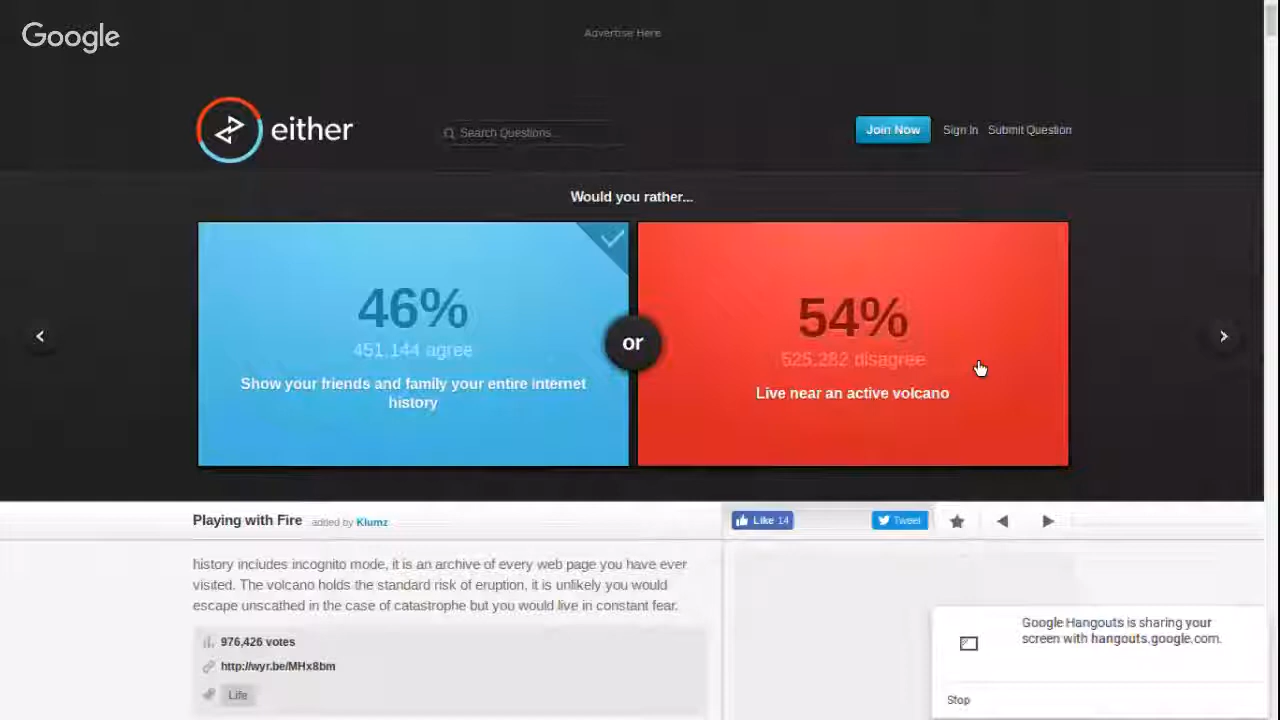 Google
Advertise Here
either
Search Questions...
Join Now
Sign In
Submit Question
Would you rather...
46%
451,144 agree
Show your friends and family your entire internet
history
or
54%
525,282 disagree
Live near an active volcano
Playing with Fire added by Klumz
Like 14
Tweet
history includes incognito mode, it is an archive of every web page you have ever
visited. The volcano holds the standard risk of eruption, it is unlikely you would
escape unscathed in the case of catastrophe but you would live in constant fear.
976,426 votes
http://wyr.be/MHx8bm
Life
Google Hangouts is sharing your
screen with hangouts.google.com.
Stop